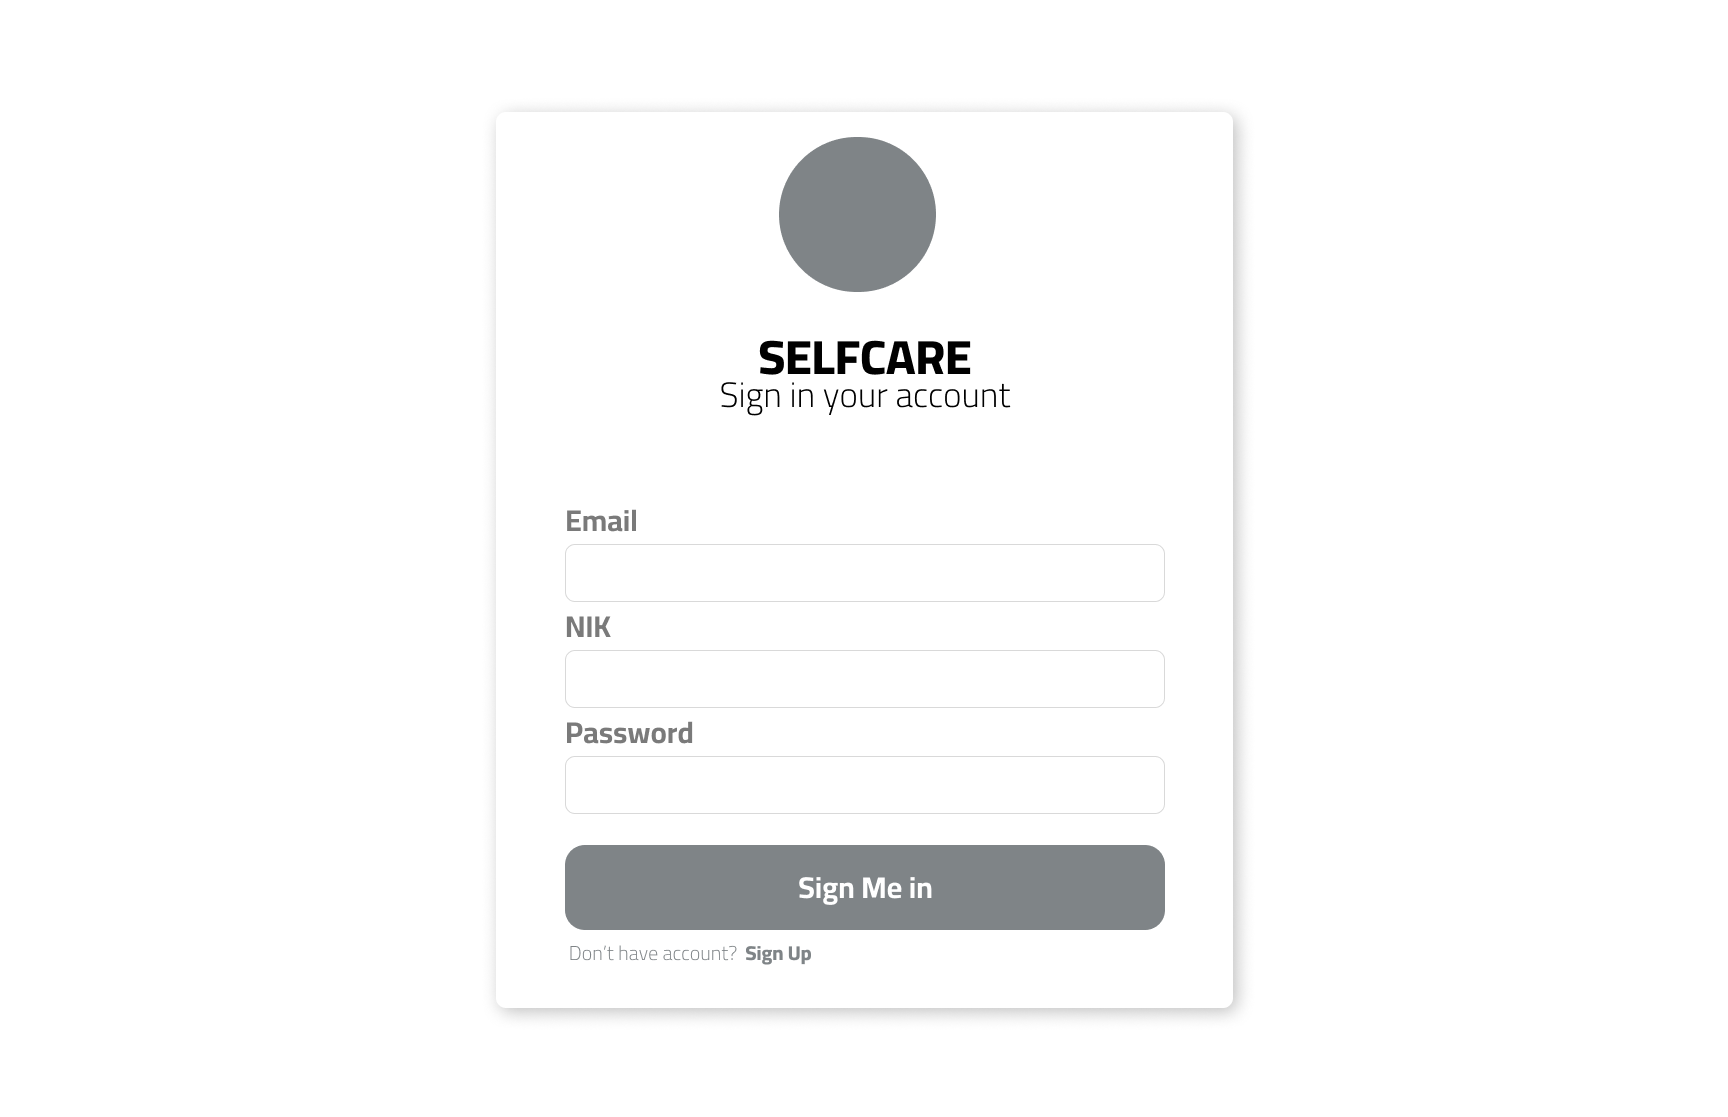 SELFCARE
Sign in your account
Email
NIK
Password
Sign Me in
Don't have account? Sign Up